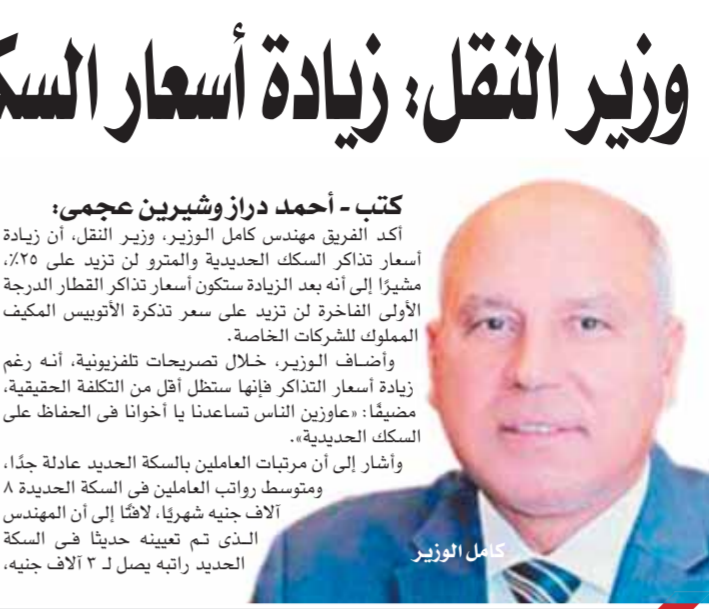 وزير النقل: زيادة أسعار
كتب - أحمد دراز وشيرين عجمى:
أكد الفريق مهندس كامل الوزير، وزير النقل، أن زيادة
أسعار تذاكر السكك الحديدية والمترو لن تزيد على ٢٥٪،
مشيرًا إلى أنه بعد الزيادة ستكون أسعار تذاكر القطار الدرجة
الأولى الفاخرة لن تزيد على سعر تذكرة الأتوبيس المكيف
المملوك للشركات الخاصة.
وأضاف الوزير، خلال تصريحات تلفزيونية، أنه رغم
زيادة أسعار التذاكر فإنها ستظل أقل من التكلفة الحقيقية،
مضيفًا: «عاوزين الناس تساعدنا يا أخوانا فى الحفاظ على
السكك الحديدية».
وأشار إلى أن مرتبات العاملين بالسكة الحديد عادلة جدًا،
ومتوسط رواتب العاملين فى السكة الحديدة ٨
آلاف جنيه شهريًا، لافتًا إلى أن المهندس
الذى تم تعيينه حديثا فى السكة
الحديد راتبه يصل لـ ٣ آلاف جنيه،
كامل الوزير